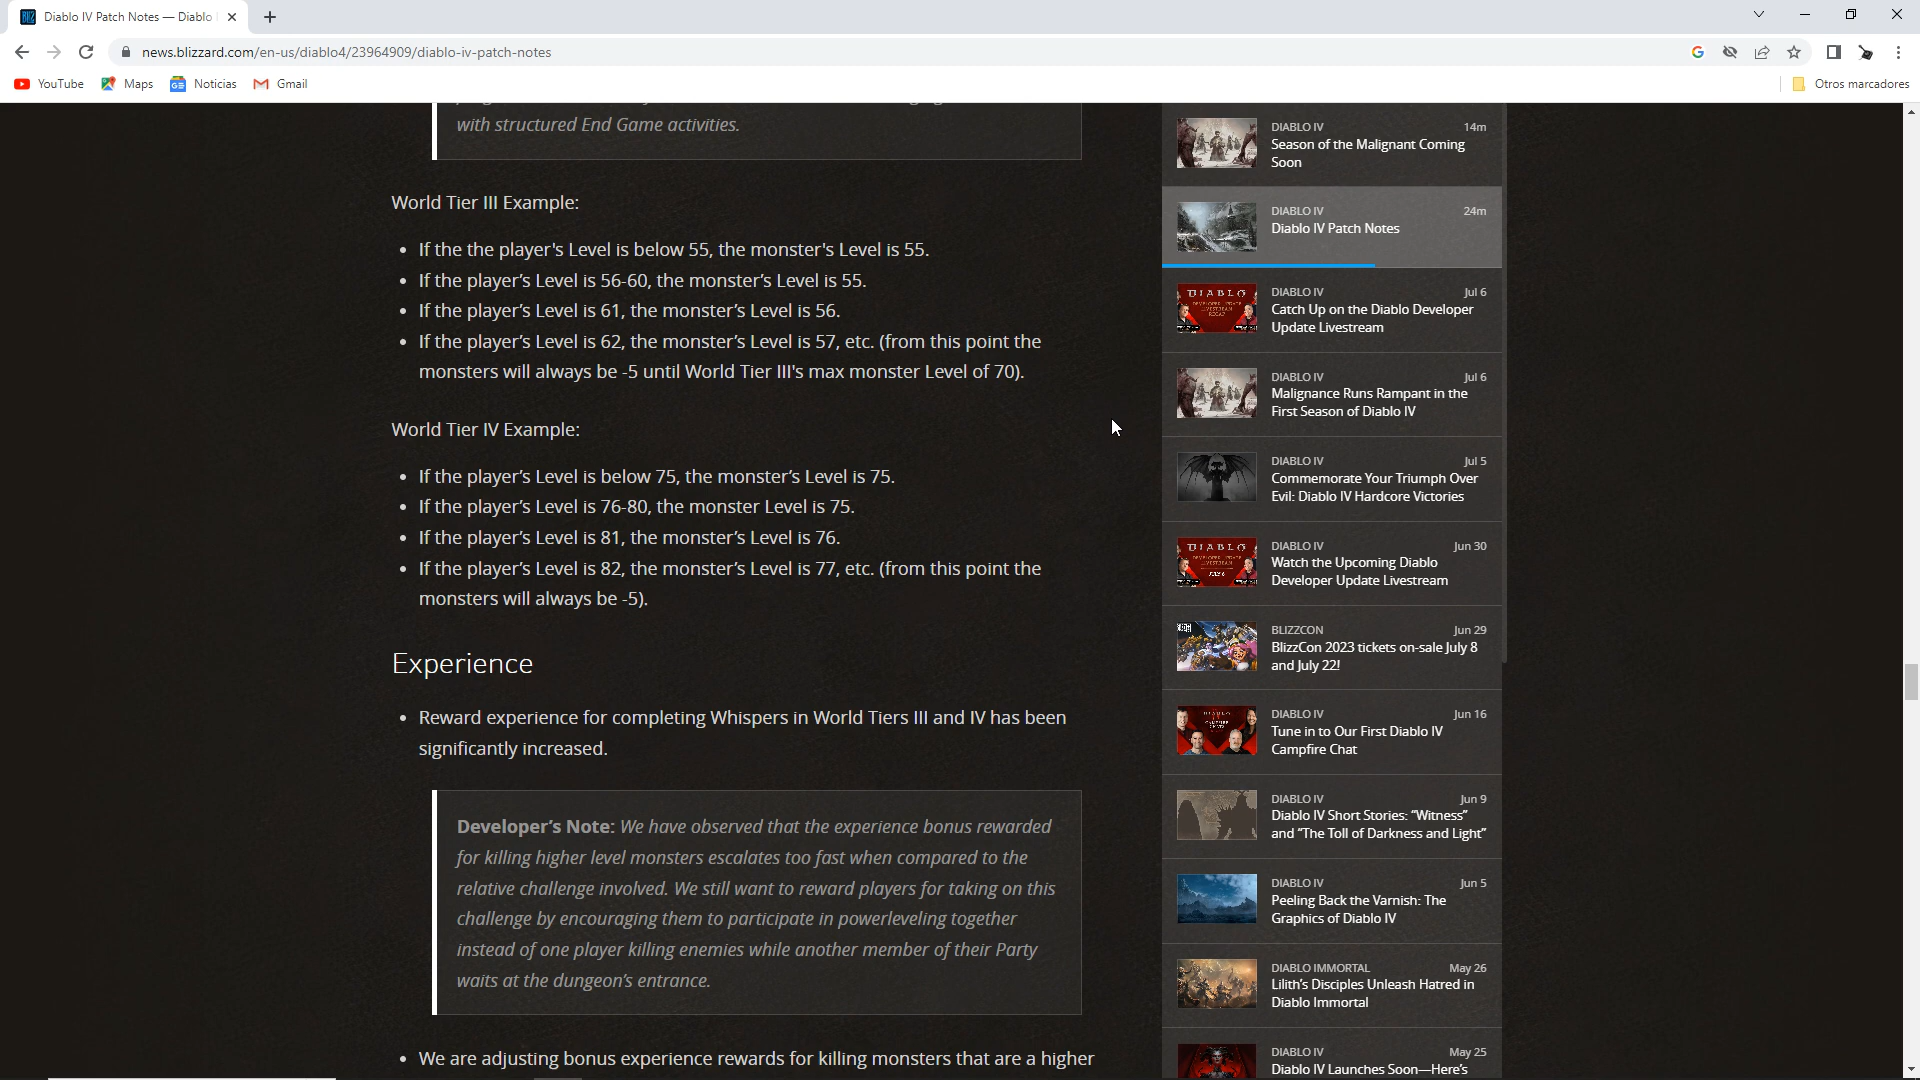 Diablo IV Patch Notes — Diablo
news.blizzard.com/en-us/diablo4/23964909/diablo-iv-patch-notes
YouTube
Maps
Noticias
Gmail
Otros marcadores
with structured End Game activities.
World Tier III Example:
If the the player's Level is below 55, the monster's Level is 55.
If the player’s Level is 56-60, the monster’s Level is 55.
If the player’s Level is 61, the monster’s Level is 56.
If the player’s Level is 62, the monster’s Level is 57, etc. (from this point the
monsters will always be -5 until World Tier III's max monster Level of 70).
World Tier IV Example:
If the player’s Level is below 75, the monster’s Level is 75.
If the player’s Level is 76-80, the monster Level is 75.
If the player’s Level is 81, the monster’s Level is 76.
If the player’s Level is 82, the monster’s Level is 77, etc. (from this point the
monsters will always be -5).
Experience
Reward experience for completing Whispers in World Tiers III and IV has been
significantly increased.
Developer’s Note: We have observed that the experience bonus rewarded
for killing higher level monsters escalates too fast when compared to the
relative challenge involved. We still want to reward players for taking on this
challenge by encouraging them to participate in powerleveling together
instead of one player killing enemies while another member of their Party
waits at the dungeon’s entrance.
We are adjusting bonus experience rewards for killing monsters that are a higher
DIABLO IV 14m
Season of the Malignant Coming
Soon
DIABLO IV 24m
Diablo IV Patch Notes
DIABLO IV Jul 6
Catch Up on the Diablo Developer
Update Livestream
DIABLO IV Jul 6
Malignance Runs Rampant in the
First Season of Diablo IV
DIABLO IV Jul 5
Commemorate Your Triumph Over
Evil: Diablo IV Hardcore Victories
DIABLO IV Jun 30
Watch the Upcoming Diablo
Developer Update Livestream
BLIZZCON Jun 29
BlizzCon 2023 tickets on-sale July 8
and July 22!
DIABLO IV Jun 16
Tune in to Our First Diablo IV
Campfire Chat
DIABLO IV Jun 9
Diablo IV Short Stories: “Witness”
and “The Toll of Darkness and Light”
DIABLO IV Jun 5
Peeling Back the Varnish: The
Graphics of Diablo IV
DIABLO IMMORTAL May 26
Lilith’s Disciples Unleash Hatred in
Diablo Immortal
DIABLO IV May 25
Diablo IV Launches Soon—Here’s